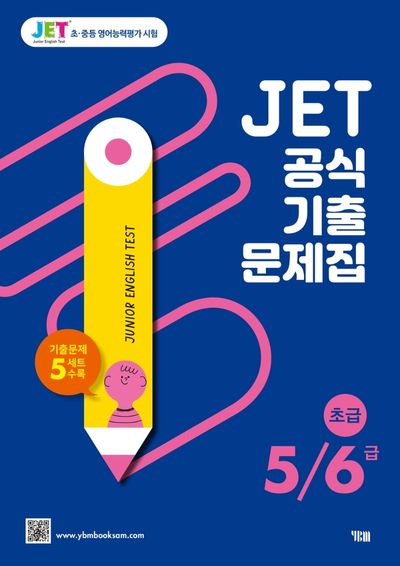 JET
Junior English Test
초·중등 영어능력평가 시험
JET
공식
기출
문제집
JUNIOR ENGLISH TEST
기출문제
5세트
수록
초급
5/6급
www.ybmbooksam.com
YBM